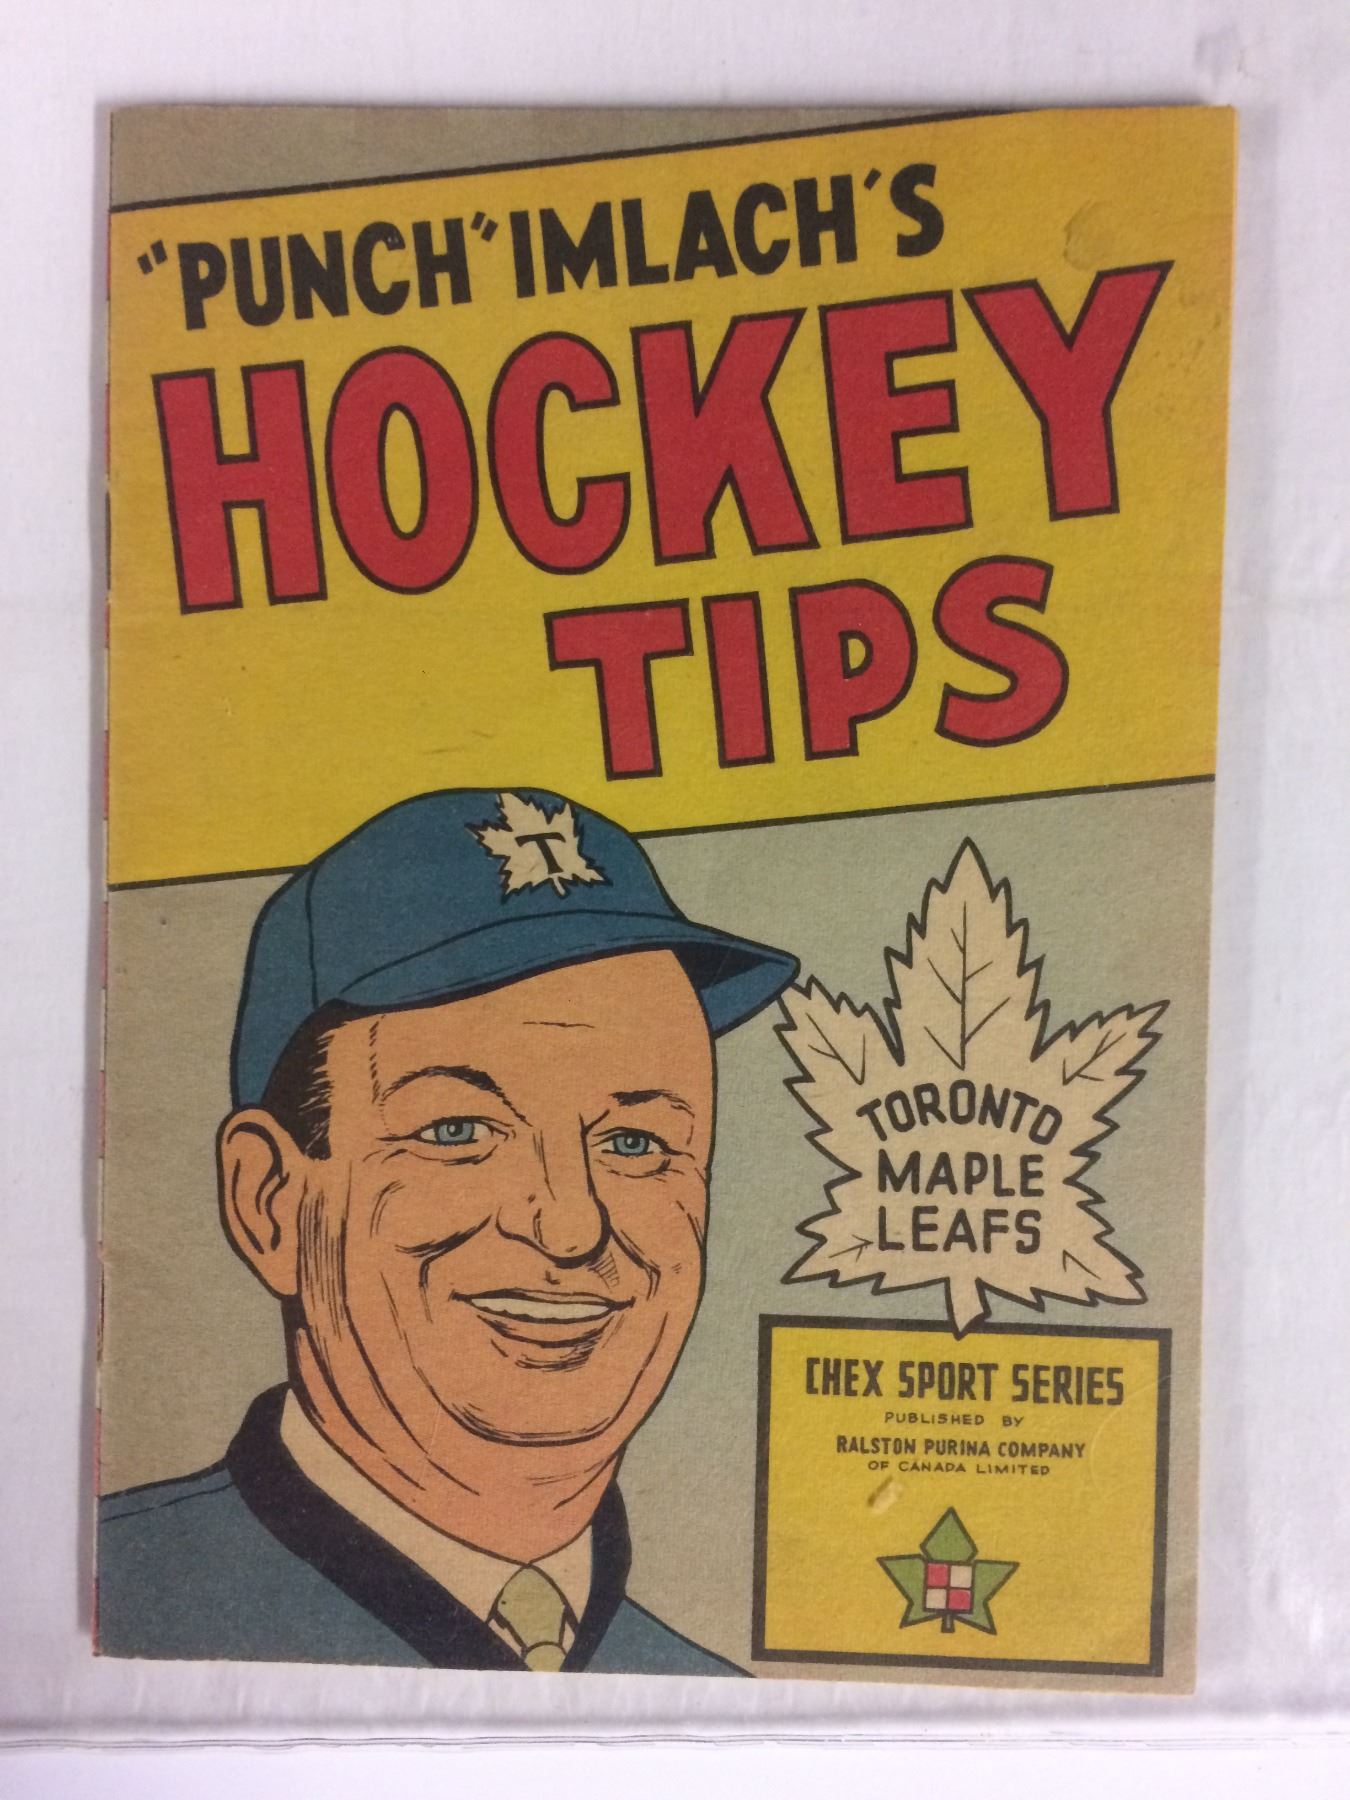 "PUNCH" IMLACH'S
HOCKEY
TIPS
T
TORONTO
MAPLE
LEAFS
CHEX SPORT SERIES
PUBLISHED BY
RALSTON PURINA COMPANY
OF CANADA LIMITED